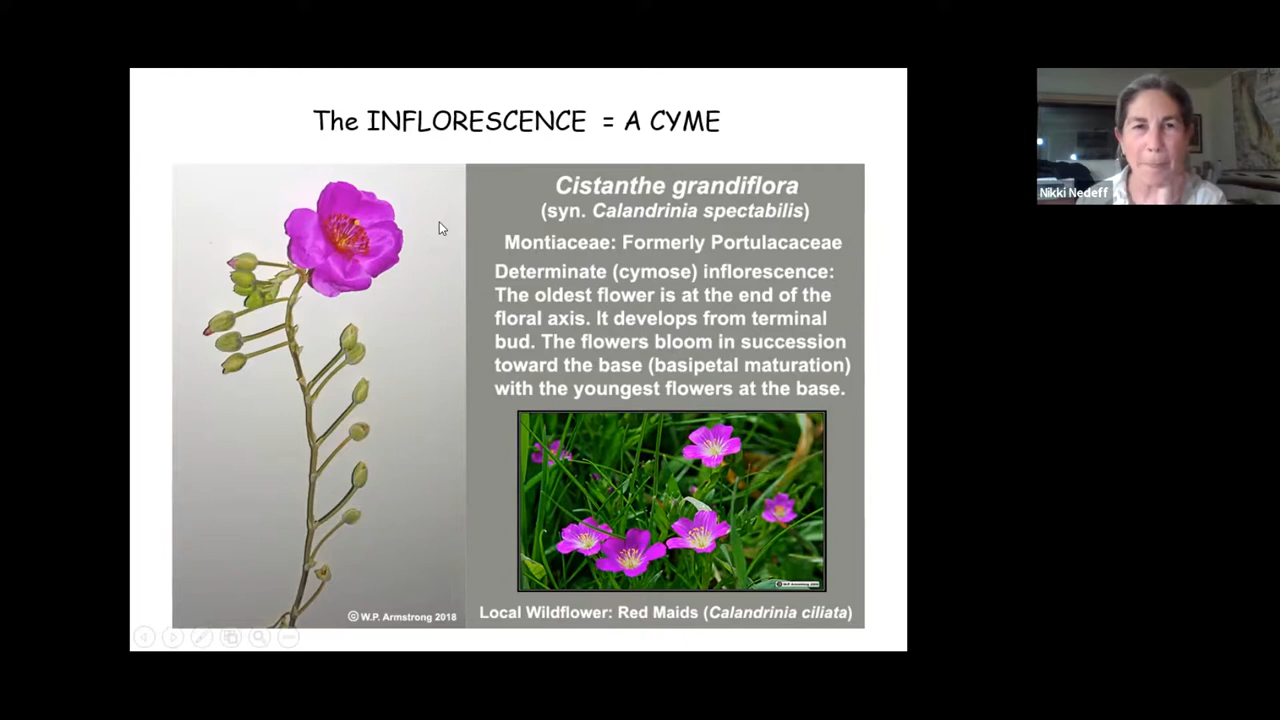 The INFLORESCENCE = A CYME
Cistanthe grandiflora
(syn. Calandrinia spectabilis)
Montiaceae: Formerly Portulacaceae
Determinate (cymose) inflorescence:
The oldest flower is at the end of the
floral axis. It develops from terminal
bud. The flowers bloom in succession
toward the base (basipetal maturation)
with the youngest flowers at the base.
© W.P. Armstrong 2018
Local Wildflower: Red Maids (Calandrinia ciliata)
Nikki Nedeff